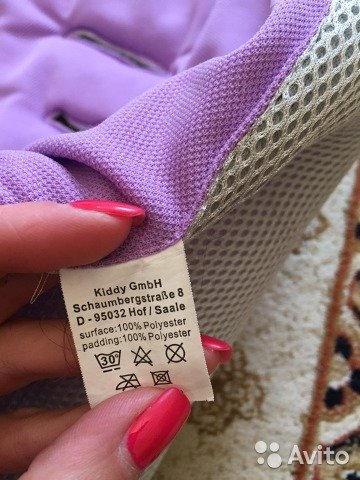 Kiddy GmbH
Schaumbergstraße 8
D - 95032 Hof / Saale
surface:100% Polyester
padding:100% Polyester
30°
Avito